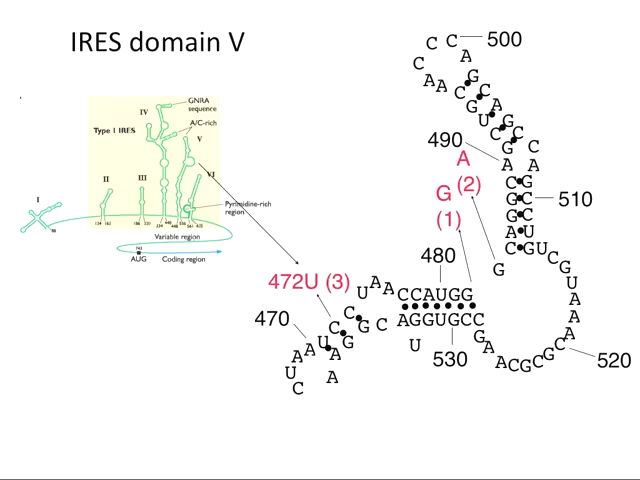 IRES domain V
Type I IRES
I
II
III
IV
V
VI
GNRA
sequence
A/C-rich
Pyrimidine-rich
region
Variable region
AUG
Coding region
500
490
A
G (2)
(1)
510
480
472U (3)
470
530
520
C C A
C
A A C
G C A G C
G U C G A
C A G C C U G
C G G A C
G
U C G U A A A C
G C G C A A G
U A A C C A U G G
A G G U G C C
U
C C
C G G
U A A
A A U C
A